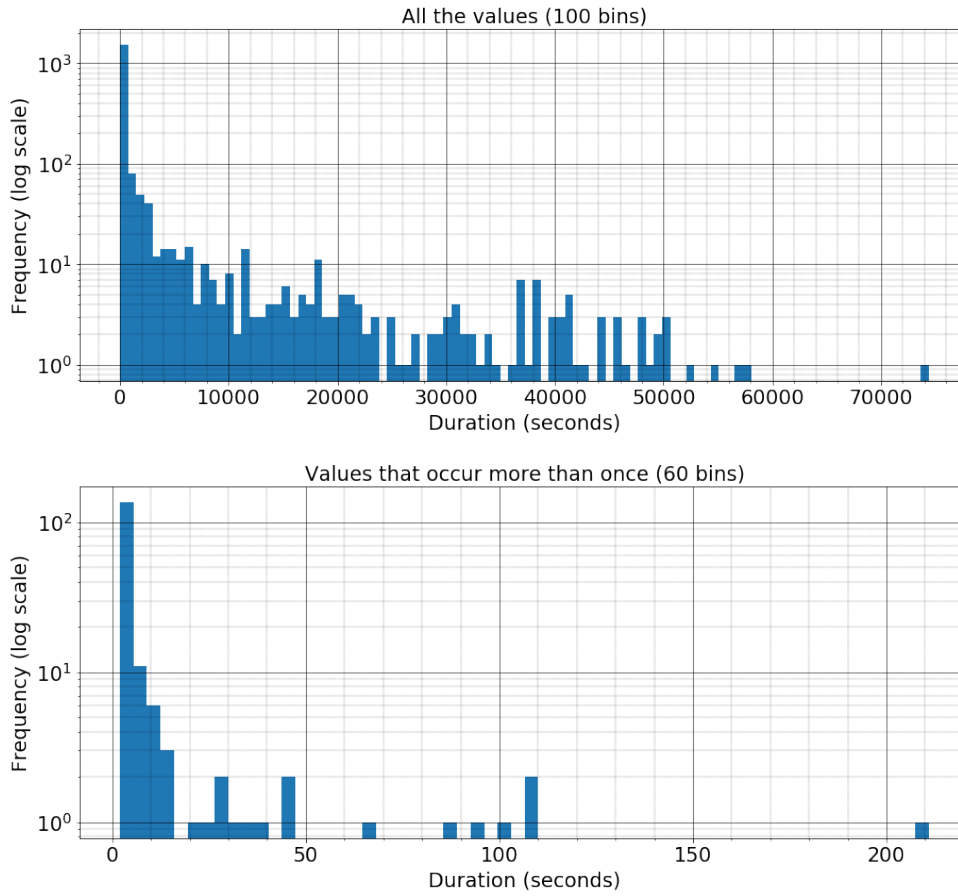 All the values (100 bins)
Frequency (log scale)
10³
10²
10¹
10⁰
0 10000 20000 30000 40000 50000 60000 70000
Duration (seconds)
Values that occur more than once (60 bins)
Frequency (log scale)
10²
10¹
10⁰
0 50 100 150 200
Duration (seconds)